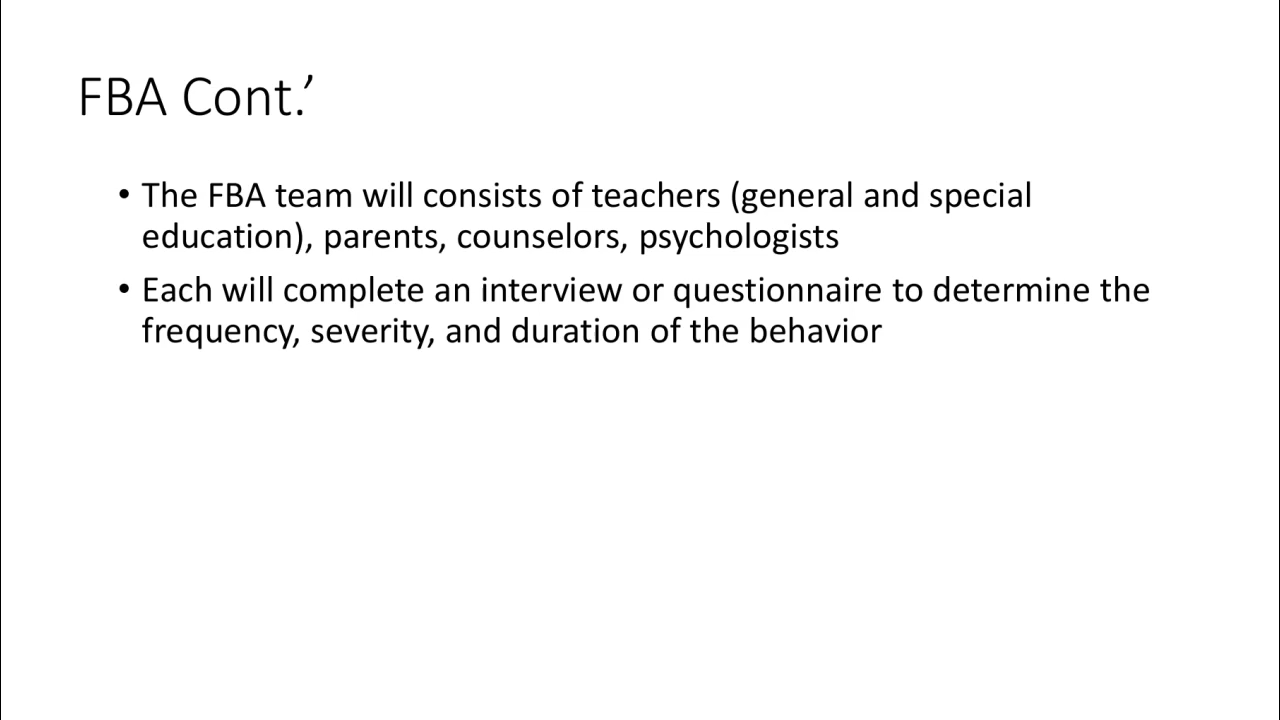 FBA Cont.’
• The FBA team will consists of teachers (general and special
education), parents, counselors, psychologists
• Each will complete an interview or questionnaire to determine the
frequency, severity, and duration of the behavior